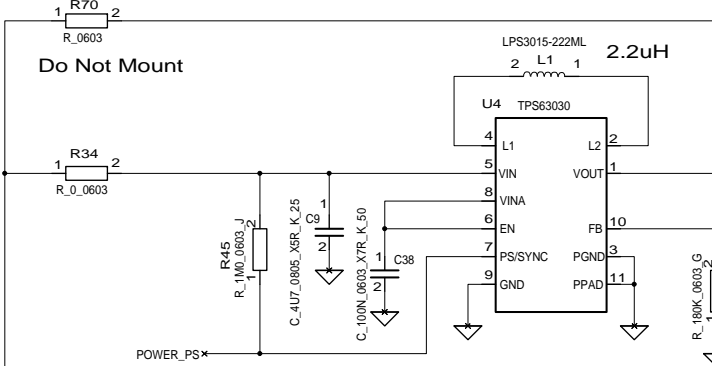 R70
1 2
R_0603
Do Not Mount
LPS3015-222ML
2.2uH
2 L1 1
U4 TPS63030
4 L1 L2 2
R34
1 2
R_0_0603
5 VIN VOUT 1
8 VINA
6 EN FB 10
7 PS/SYNC PGND 3
9 GND PPAD 11
R45
R_1M0_0603_J
2
1
C_4U7_0805_X5R_K_25
1
C9
2
C_100N_0603_X7R_K_50
1 C38
2
R_180K_0603_G
2
1
POWER_PS